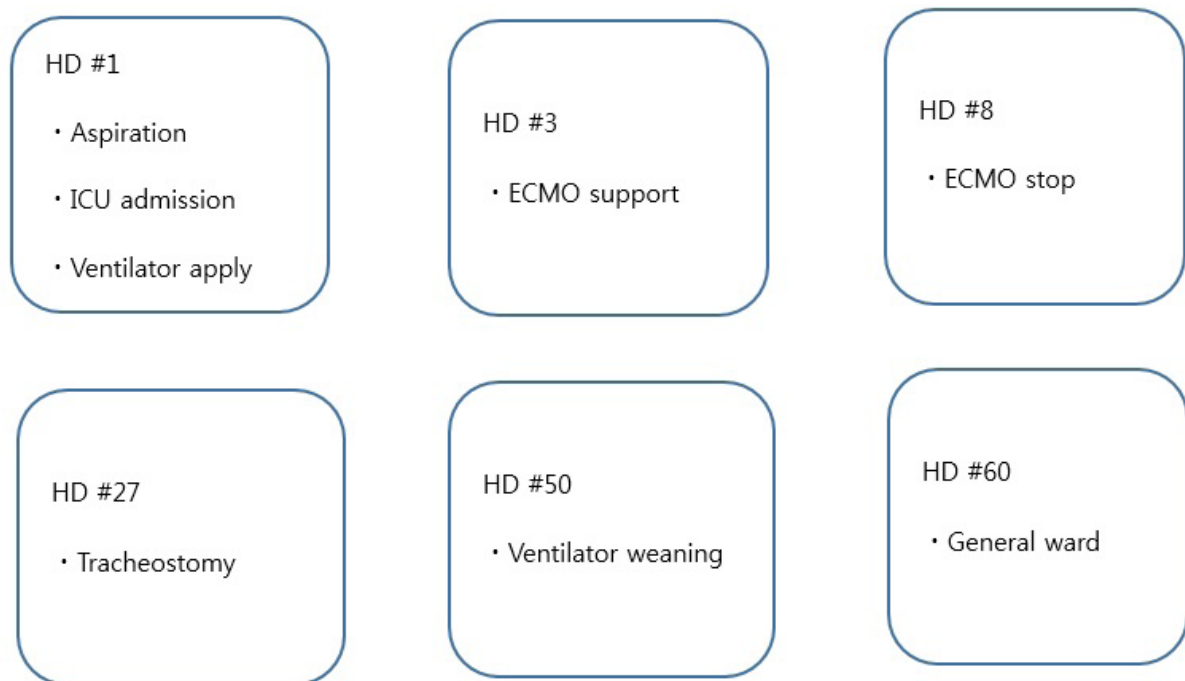 HD #1
・Aspiration
・ICU admission
・Ventilator apply
HD #3
・ECMO support
HD #8
・ECMO stop
HD #27
・Tracheostomy
HD #50
・Ventilator weaning
HD #60
・General ward